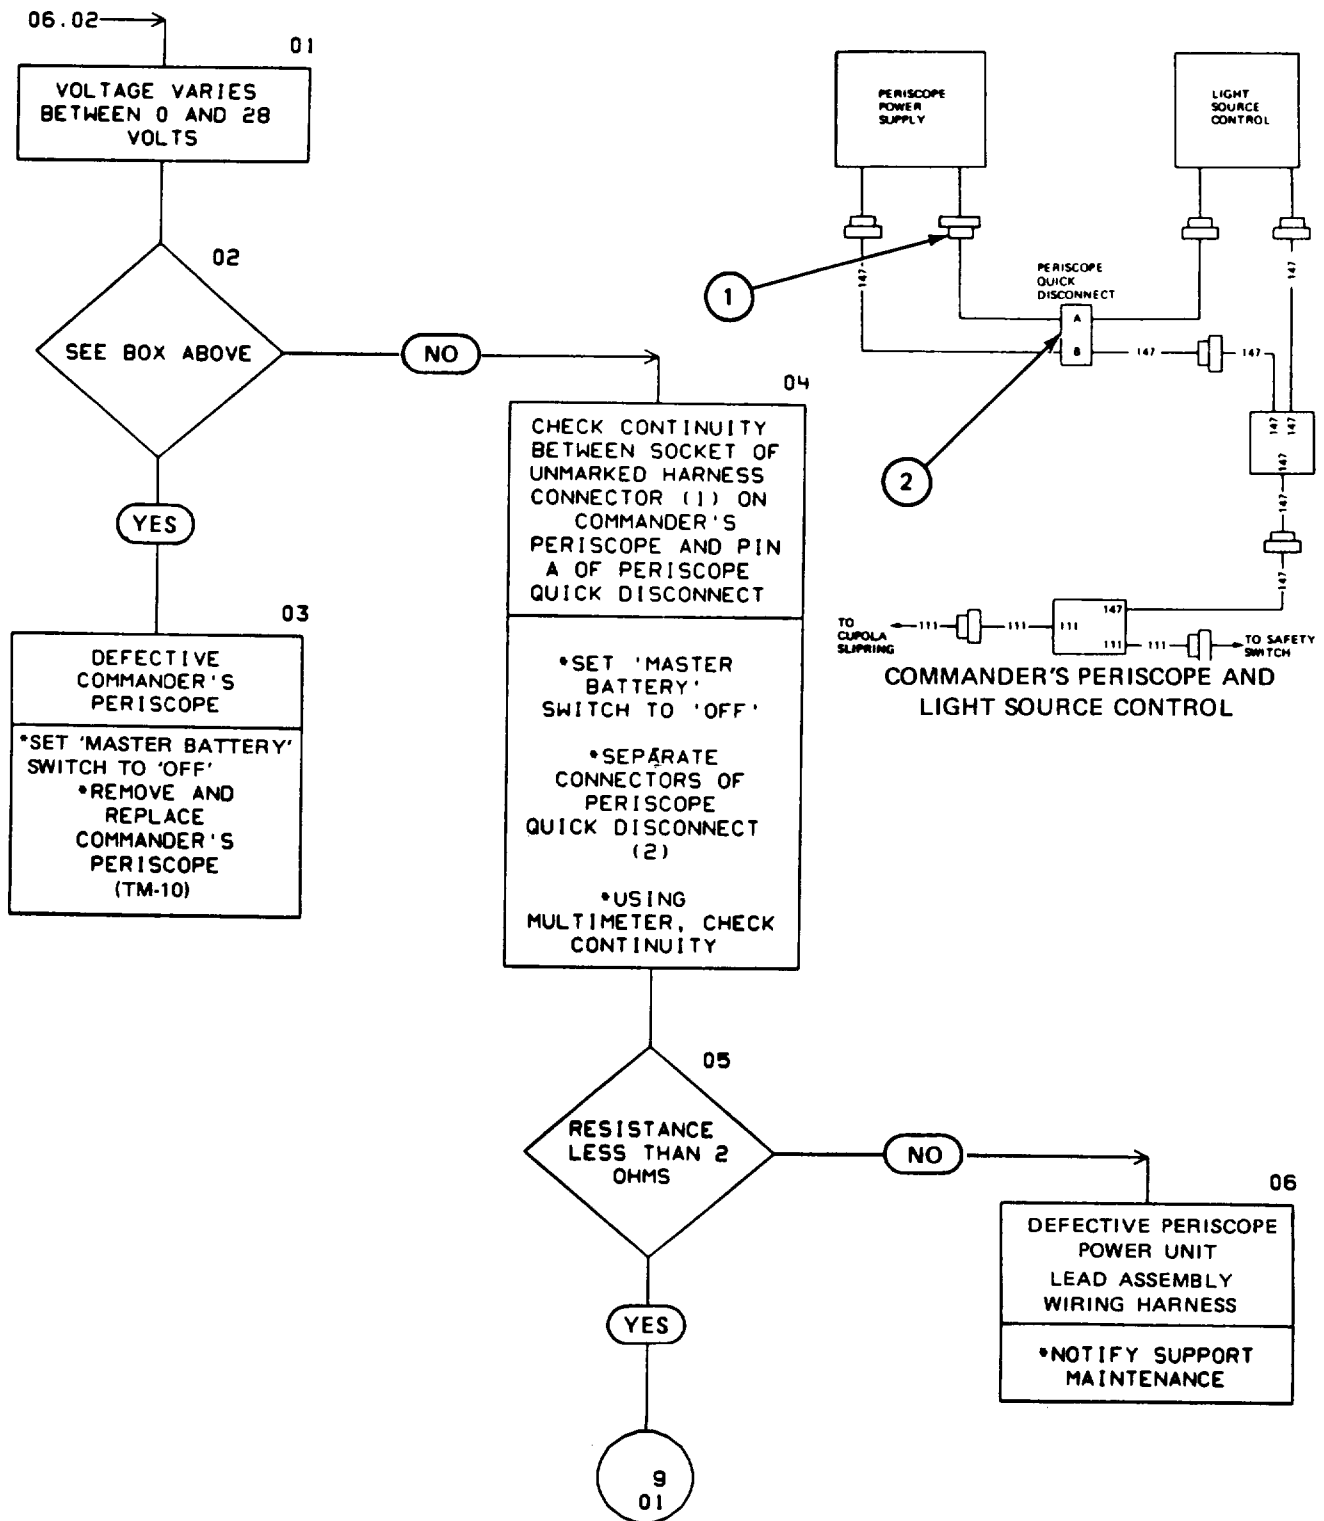 06.02
01
VOLTAGE VARIES
BETWEEN 0 AND 28
VOLTS
02
SEE BOX ABOVE
NO
YES
03
DEFECTIVE
COMMANDER'S
PERISCOPE
*SET 'MASTER BATTERY'
SWITCH TO 'OFF'
*REMOVE AND
REPLACE
COMMANDER'S
PERISCOPE
(TM-10)
04
CHECK CONTINUITY
BETWEEN SOCKET OF
UNMARKED HARNESS
CONNECTOR (1) ON
COMMANDER'S
PERISCOPE AND PIN
A OF PERISCOPE
QUICK DISCONNECT
*SET 'MASTER
BATTERY'
SWITCH TO 'OFF'
*SEPARATE
CONNECTORS OF
PERISCOPE
QUICK DISCONNECT
(2)
*USING
MULTIMETER, CHECK
CONTINUITY
05
RESISTANCE
LESS THAN 2
OHMS
NO
YES
06
DEFECTIVE PERISCOPE
POWER UNIT
LEAD ASSEMBLY
WIRING HARNESS
*NOTIFY SUPPORT
MAINTENANCE
9
01
PERISCOPE
POWER
SUPPLY
LIGHT
SOURCE
CONTROL
147
147
1
PERISCOPE
QUICK
DISCONNECT
A
B
147
147
2
147
147
147
147
147
147
TO
CUPOLA
SLIPRING
111
111
111
111
111
TO SAFETY
SWITCH
COMMANDER'S PERISCOPE AND
LIGHT SOURCE CONTROL